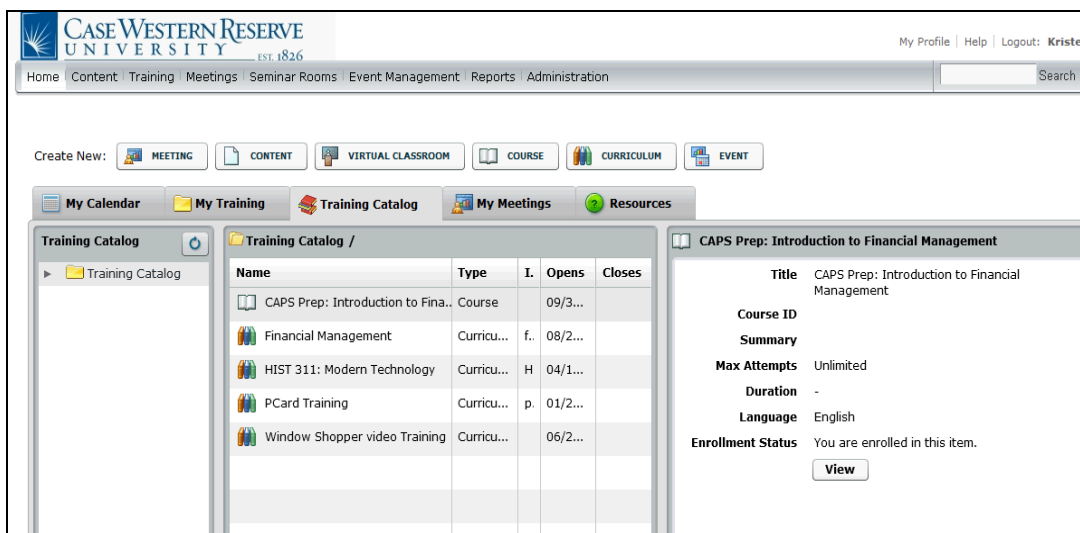 CASE WESTERN RESERVE
UNIVERSITY EST. 1826
My Profile | Help | Logout: Kriste
Home Content Training Meetings Seminar Rooms Event Management Reports Administration Search
Create New: MEETING CONTENT VIRTUAL CLASSROOM COURSE CURRICULUM EVENT
My Calendar My Training Training Catalog My Meetings ? Resources
Training Catalog
Training Catalog
Training Catalog /
Name Type I. Opens Closes
CAPS Prep: Introduction to Fina.. Course 09/3...
Financial Management Curricu... f.. 08/2...
HIST 311: Modern Technology Curricu... H 04/1...
PCard Training Curricu... p. 01/2...
Window Shopper video Training Curricu... 06/2...
CAPS Prep: Introduction to Financial Management
Title CAPS Prep: Introduction to Financial
Management
Course ID
Summary
Max Attempts Unlimited
Duration -
Language English
Enrollment Status You are enrolled in this item.
View